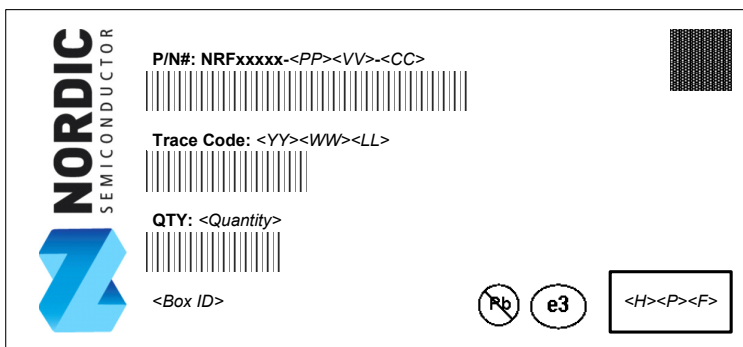 NORDIC
SEMICONDUCTOR
P/N#: NRFxxxxx-<PP><VV>-<CC>
Trace Code: <YY><WW><LL>
QTY: <Quantity>
<Box ID>
Pb
e3
<H><P><F>